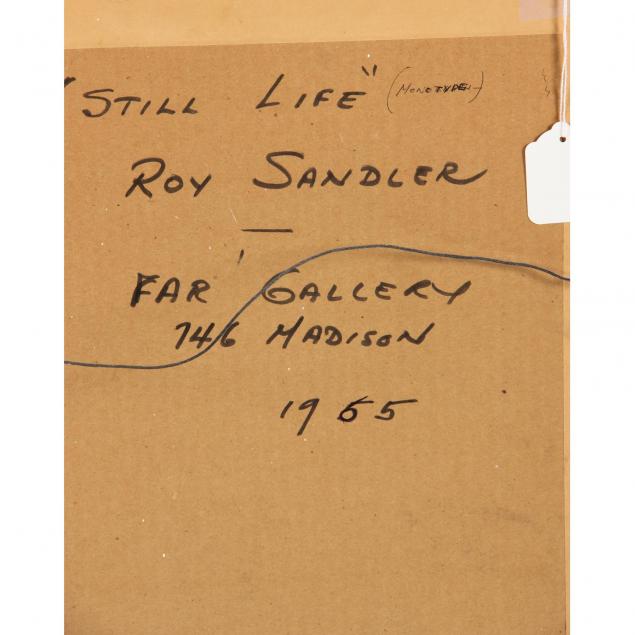 "STILL LIFE" (MONOTYPE)
ROY SANDLER
—
FAR GALLERY
746 MADISON
1965